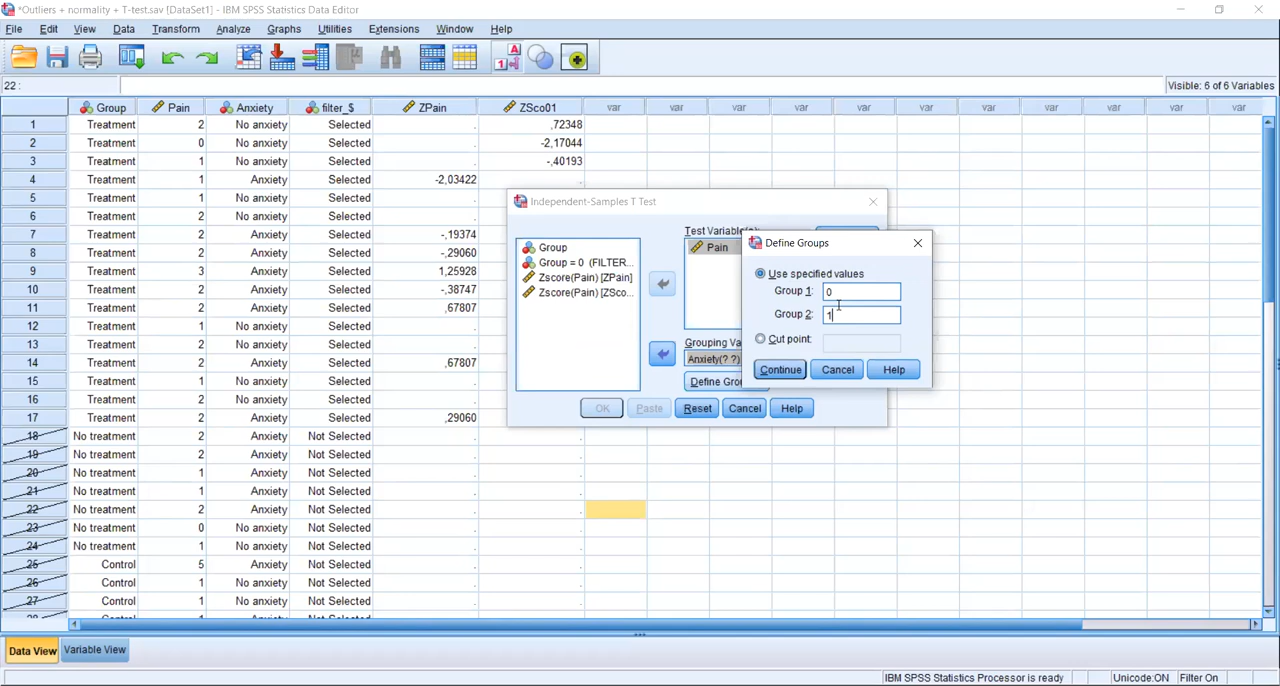 *Outliers + normality + T-test.sav [DataSet1] - IBM SPSS Statistics Data Editor
File Edit View Data Transform Analyze Graphs Utilities Extensions Window Help
22 :
Visible: 6 of 6 Variables
Group Pain Anxiety filter_$ ZPain ZSco01 var var var var var var var var var var var
1 Treatment 2 No anxiety Selected . ,72348
2 Treatment 0 No anxiety Selected . -2,17044
3 Treatment 1 No anxiety Selected . -,40193
4 Treatment 1 Anxiety Selected -2,03422 .
5 Treatment 1 No anxiety Selected .
6 Treatment 2 No anxiety Selected .
7 Treatment 2 Anxiety Selected -,19374
8 Treatment 2 Anxiety Selected -,29060
9 Treatment 3 Anxiety Selected 1,25928
10 Treatment 2 Anxiety Selected -,38747
11 Treatment 2 Anxiety Selected ,67807
12 Treatment 1 No anxiety Selected .
13 Treatment 2 No anxiety Selected .
14 Treatment 2 Anxiety Selected ,67807
15 Treatment 1 No anxiety Selected .
16 Treatment 2 No anxiety Selected .
17 Treatment 2 Anxiety Selected ,29060
18 No treatment 2 Anxiety Not Selected . .
19 No treatment 2 Anxiety Not Selected . .
20 No treatment 1 Anxiety Not Selected . .
21 No treatment 1 Anxiety Not Selected . .
22 No treatment 2 Anxiety Not Selected . .
23 No treatment 0 No anxiety Not Selected . .
24 No treatment 1 No anxiety Not Selected . .
25 Control 5 Anxiety Not Selected . .
26 Control 1 No anxiety Not Selected . .
27 Control 1 No anxiety Not Selected . .
Independent-Samples T Test
Group
Group = 0 (FILTER...
Zscore(Pain) [ZPain]
Zscore(Pain) [ZSco...
Test Variable(s):
Pain
Grouping Va
Anxiety(? ?)
Define Gro
OK Paste Reset Cancel Help
Define Groups
Use specified values
Group 1: 0
Group 2: 1
Cut point:
Continue Cancel Help
Data View Variable View
IBM SPSS Statistics Processor is ready Unicode:ON Filter On